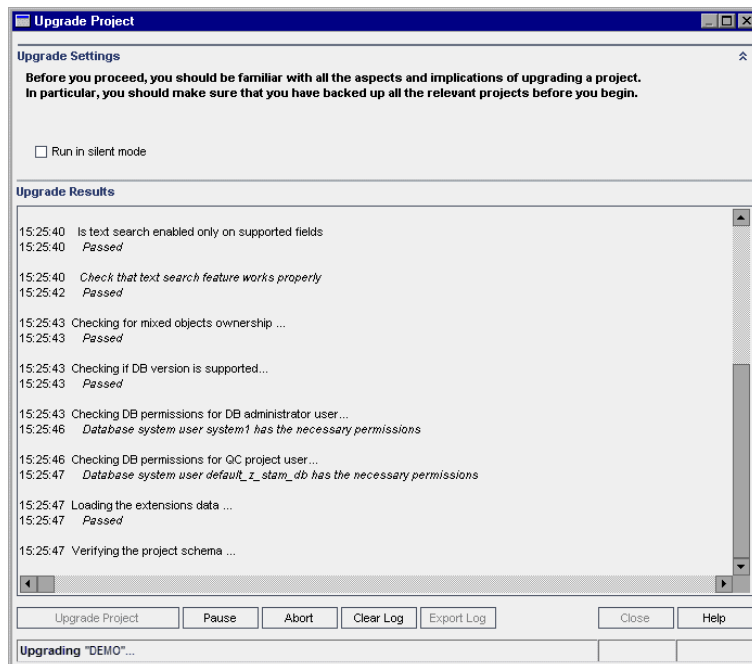 Upgrade Project
Upgrade Settings
Before you proceed, you should be familiar with all the aspects and implications of upgrading a project.
In particular, you should make sure that you have backed up all the relevant projects before you begin.
Run in silent mode
Upgrade Results
15:25:40 Is text search enabled only on supported fields
15:25:40 Passed
15:25:40 Check that text search feature works properly
15:25:42 Passed
15:25:43 Checking for mixed objects ownership ...
15:25:43 Passed
15:25:43 Checking if DB version is supported...
15:25:43 Passed
15:25:43 Checking DB permissions for DB administrator user...
15:25:46 Database system user system1 has the necessary permissions
15:25:46 Checking DB permissions for QC project user...
15:25:47 Database system user default_z_stam_db has the necessary permissions
15:25:47 Loading the extensions data ...
15:25:47 Passed
15:25:47 Verifying the project schema ...
Upgrade Project Pause Abort Clear Log Export Log Close Help
Upgrading "DEMO"...